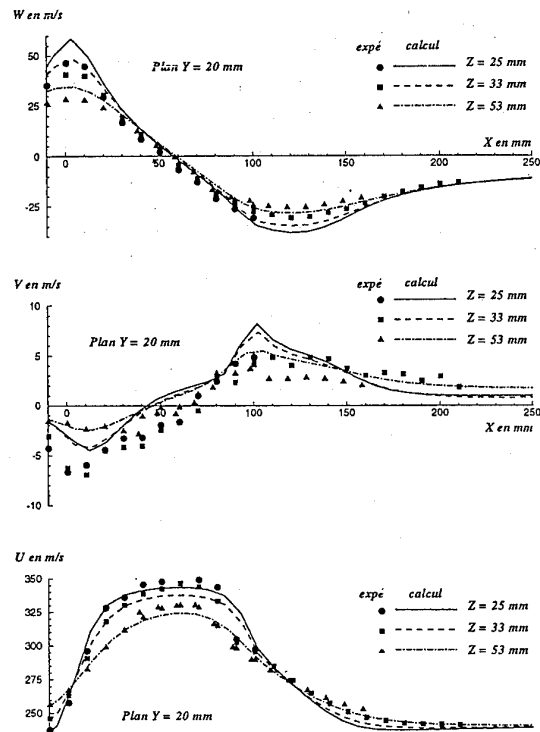 W en m/s
50
25
0
-25
Plan Y = 20 mm
expé calcul
Z = 25 mm
Z = 33 mm
Z = 53 mm
X en mm
0 50 100 150 200 250
V en m/s
10
5
0
-5
-10
Plan Y = 20 mm
expé calcul
Z = 25 mm
Z = 33 mm
Z = 53 mm
0 50 100 150 200 250
X en mm
U en m/s
350
325
300
275
250
Plan Y = 20 mm
expé calcul
Z = 25 mm
Z = 33 mm
Z = 53 mm